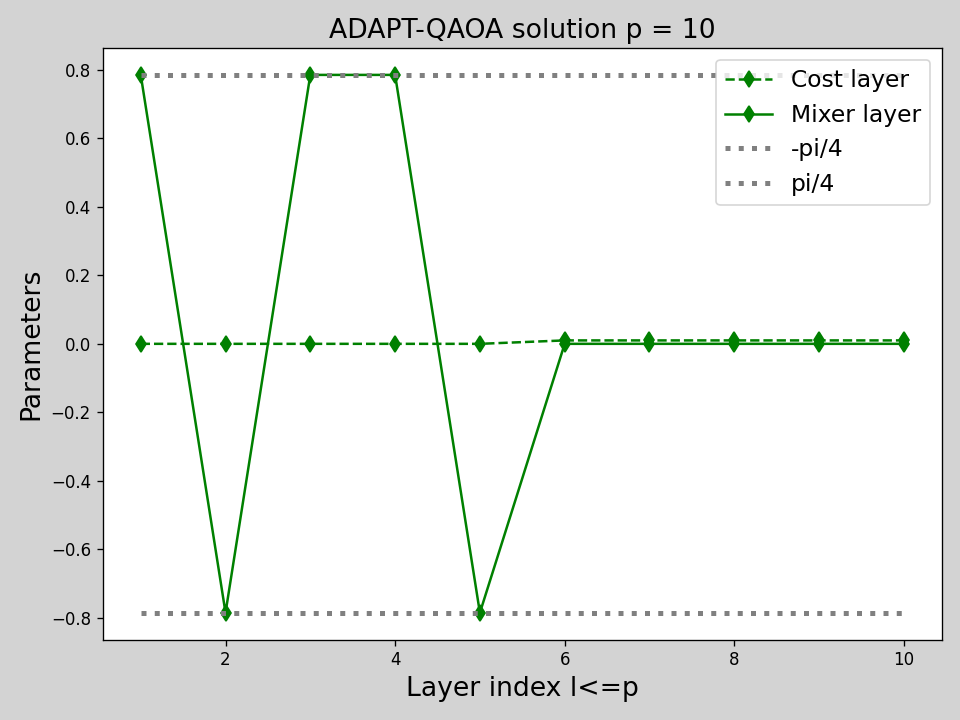 ADAPT-QAOA solution p = 10
Parameters
0.8
0.6
0.4
0.2
0.0
−0.2
−0.4
−0.6
−0.8
Cost layer
Mixer layer
-pi/4
pi/4
2
4
6
8
10
Layer index l<=p